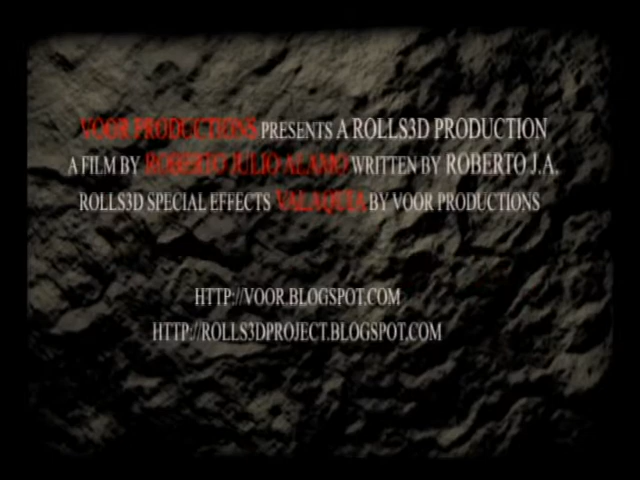 VOOR PRODUCTIONS PRESENTS A ROLLS3D PRODUCTION
A FILM BY ROBERTO JULIO ALAMO WRITTEN BY ROBERTO J.A.
ROLLS3D SPECIAL EFFECTS VALAQUIA BY VOOR PRODUCTIONS
HTTP://VOOR.BLOGSPOT.COM
HTTP://ROLLS3DPROJECT.BLOGSPOT.COM